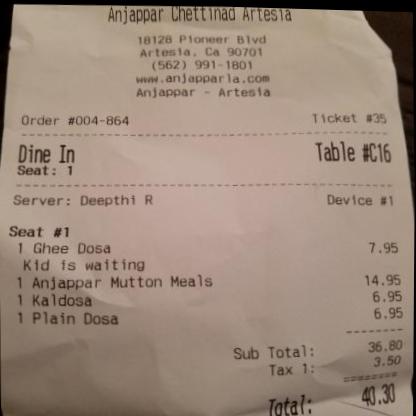 Anjappar Chettinad Artesia
18128 Pioneer Blvd
Artesia, Ca 90701
(562) 991-1801
www.anjapparla.com
Anjappar - Artesia
Order #004-864 Ticket #35
Dine In Table #C16
Seat: 1
Server: Deepthi R Device #1
Seat #1
1 Ghee Dosa 7.95
Kid is waiting
1 Anjappar Mutton Meals 14.95
1 Kaldosa 6.95
1 Plain Dosa 6.95
Sub Total: 36.80
Tax 1: 3.50
Total: 40.30